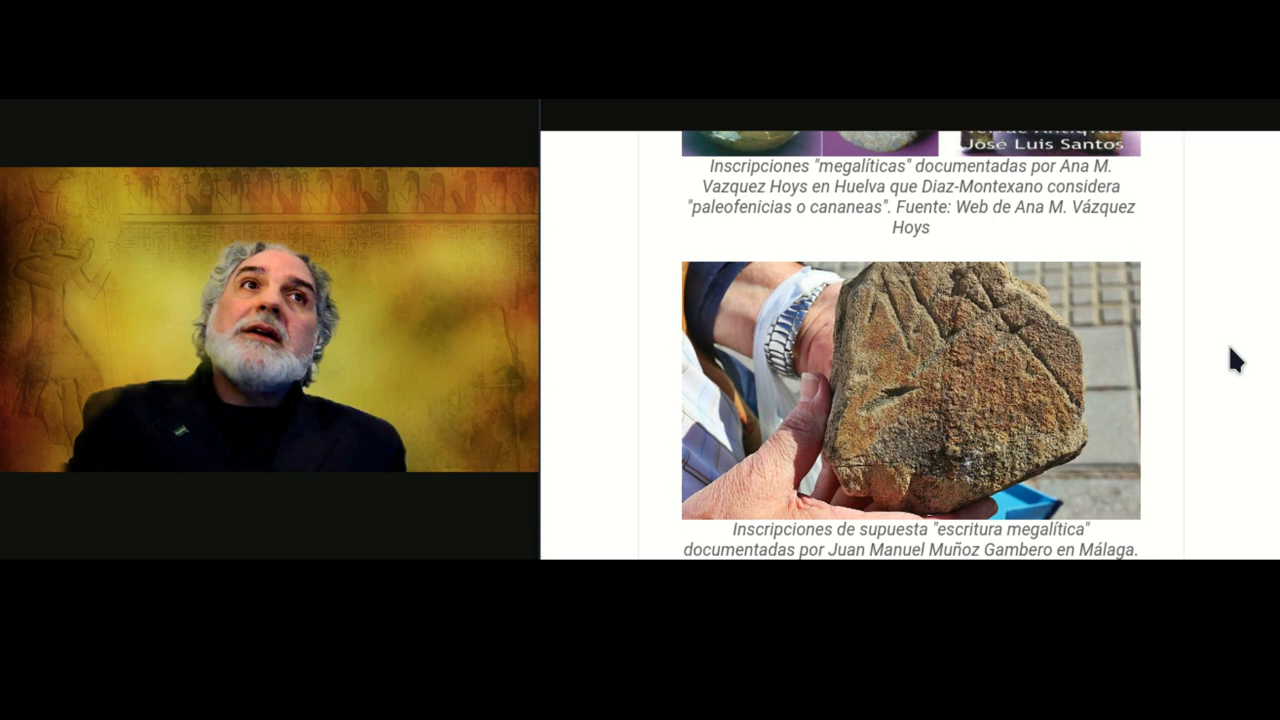 José Luis Santos
Inscripciones "megalíticas" documentadas por Ana M.
Vazquez Hoys en Huelva que Diaz-Montexano considera
"paleofenicias o cananeas". Fuente: Web de Ana M. Vázquez
Hoys
Inscripciones de supuesta "escritura megalítica"
documentadas por Juan Manuel Muñoz Gambero en Málaga.